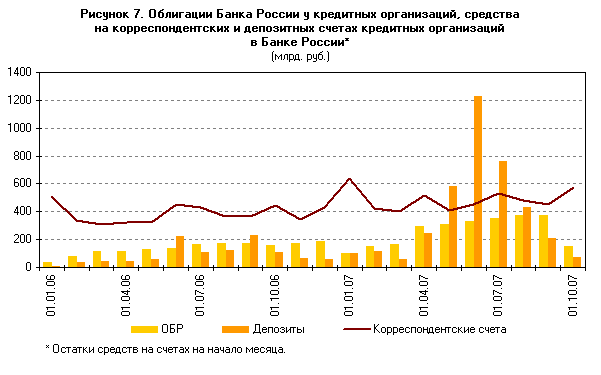 Рисунок 7. Облигации Банка России у кредитных организаций, средства
на корреспондентских и депозитных счетах кредитных организаций
в Банке России*
(млрд. руб.)
1400
1200
1000
800
600
400
200
0
01.01.06
01.04.06
01.07.06
01.10.06
01.01.07
01.04.07
01.07.07
01.10.07
ОБР
Депозиты
Корреспондентские счета
* Остатки средств на счетах на начало месяца.